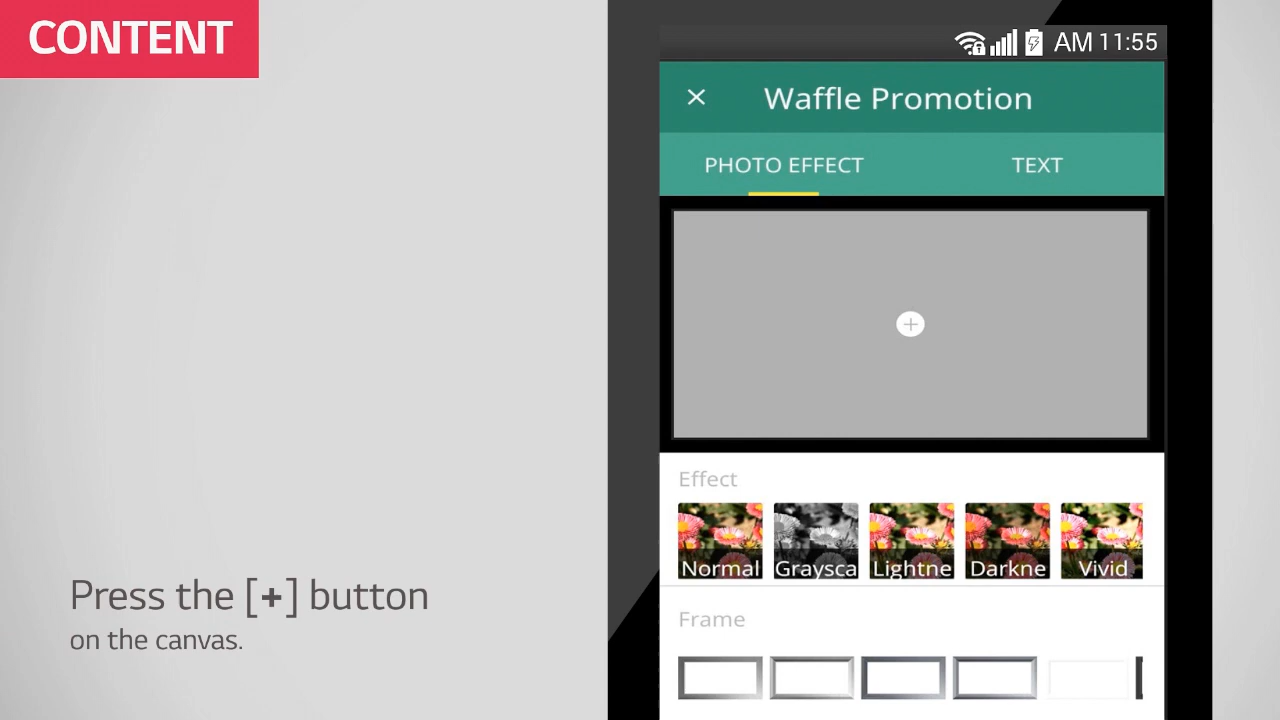 CONTENT
AM 11:55
Waffle Promotion
PHOTO EFFECT TEXT
Effect
Normal Graysca Lightne Darkne Vivid
Frame
Press the [+] button
on the canvas.